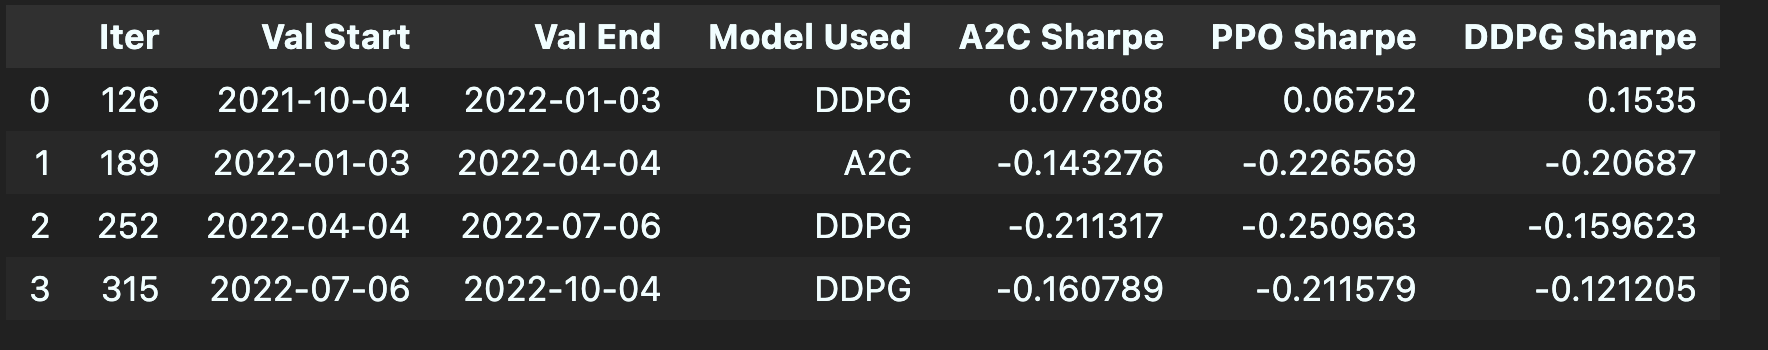 Iter Val Start Val End Model Used A2C Sharpe PPO Sharpe DDPG Sharpe
0 126 2021-10-04 2022-01-03 DDPG 0.077808 0.06752 0.1535
1 189 2022-01-03 2022-04-04 A2C -0.143276 -0.226569 -0.20687
2 252 2022-04-04 2022-07-06 DDPG -0.211317 -0.250963 -0.159623
3 315 2022-07-06 2022-10-04 DDPG -0.160789 -0.211579 -0.121205